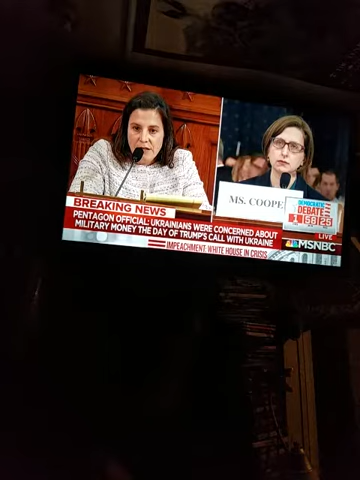 MS. COOPE
BREAKING NEWS
PENTAGON OFFICIAL: UKRAINIANS WERE CONCERNED ABOUT
MILITARY MONEY THE DAY OF TRUMP'S CALL WITH UKRAINE
IMPEACHMENT: WHITE HOUSE IN CRISIS
DEMOCRATIC
DEBATE
LIVE
MSNBC